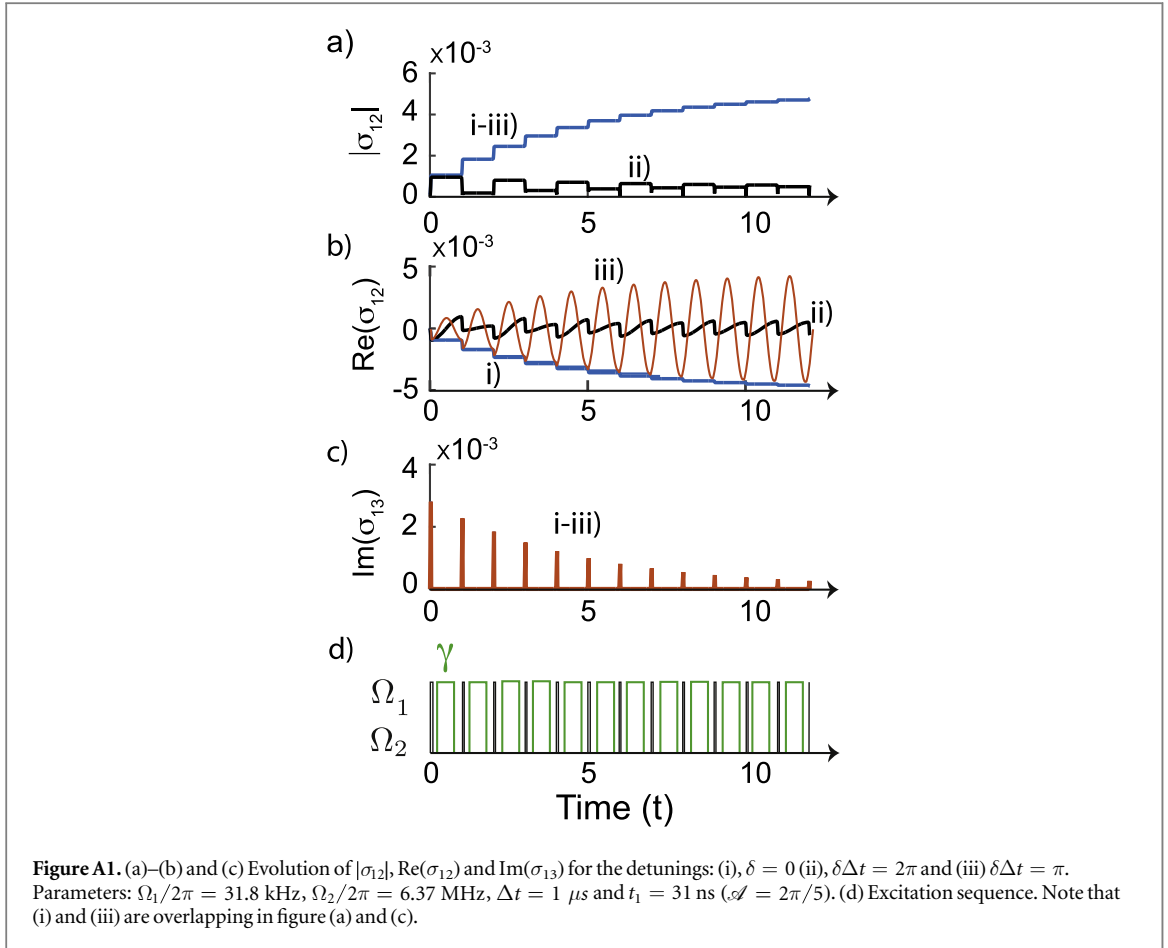 a)
×10⁻³
6
4
2
0
|σ₁₂|
i-iii)
ii)
0 5 10
b)
×10⁻³
5
0
-5
Re(σ₁₂)
iii)
ii)
i)
0 5 10
c)
×10⁻³
4
2
0
Im(σ₁₃)
i-iii)
0 5 10
d)
γ
Ω₁
Ω₂
0 5 10
Time (t)
Figure A1. (a)–(b) and (c) Evolution of |σ₁₂|, Re(σ₁₂) and Im(σ₁₃) for the detunings: (i), δ = 0 (ii), δΔt = 2π and (iii) δΔt = π.
Parameters: Ω₁/2π = 31.8 kHz, Ω₂/2π = 6.37 MHz, Δt = 1 μs and t₁ = 31 ns (𝒜 = 2π/5). (d) Excitation sequence. Note that
(i) and (iii) are overlapping in figure (a) and (c).